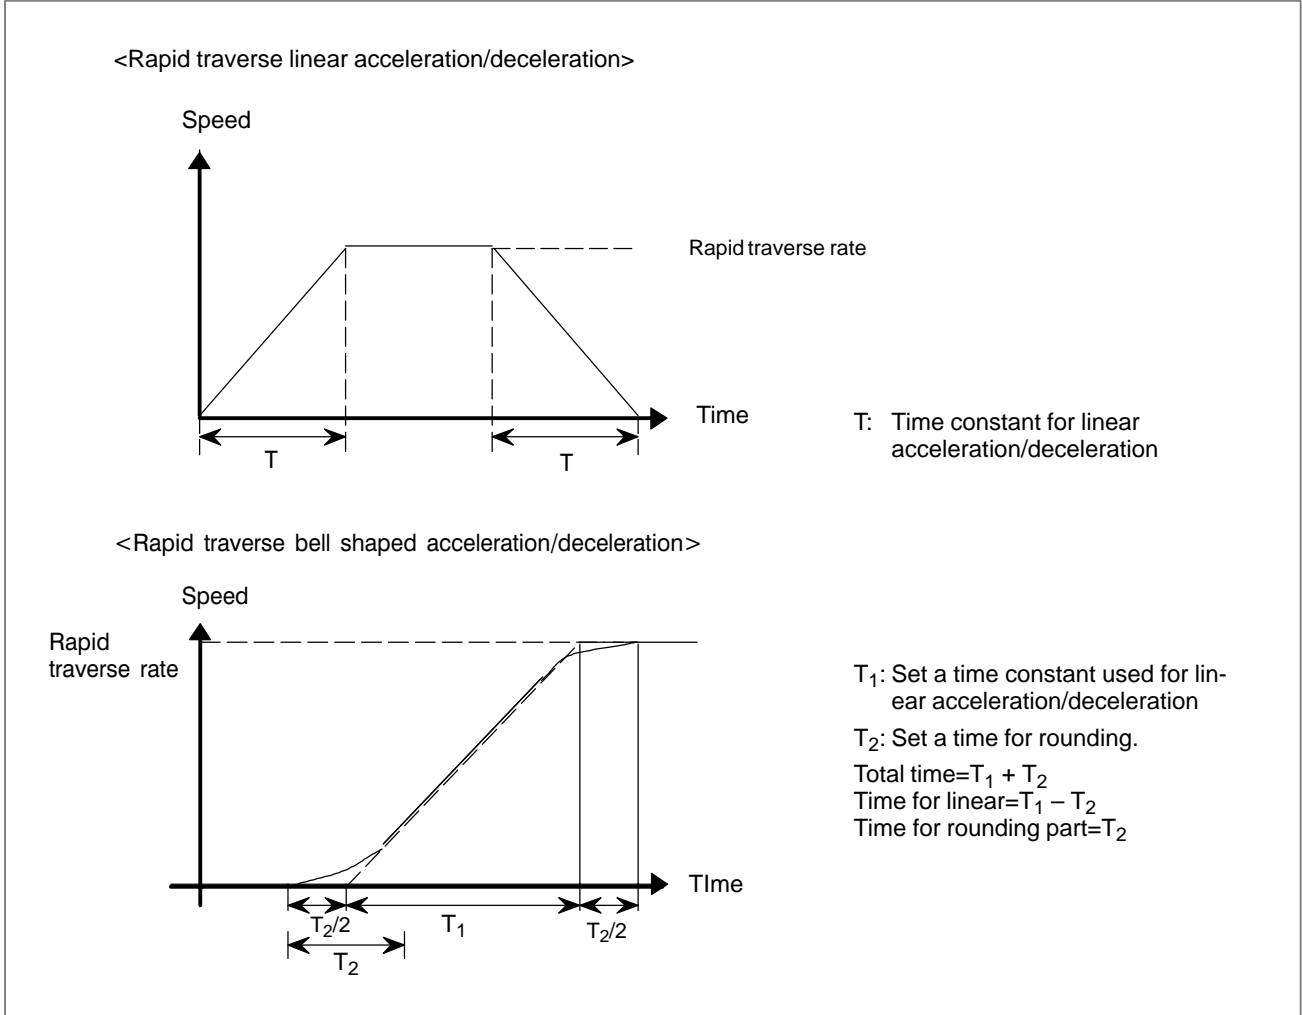 <Rapid traverse linear acceleration/deceleration>
Speed
Rapid traverse rate
Time
T
T
T: Time constant for linear
acceleration/deceleration
<Rapid traverse bell shaped acceleration/deceleration>
Speed
Rapid
traverse rate
TIme
T2/2
T1
T2/2
T2
T1: Set a time constant used for lin-
ear acceleration/deceleration
T2: Set a time for rounding.
Total time=T1 + T2
Time for linear=T1 – T2
Time for rounding part=T2